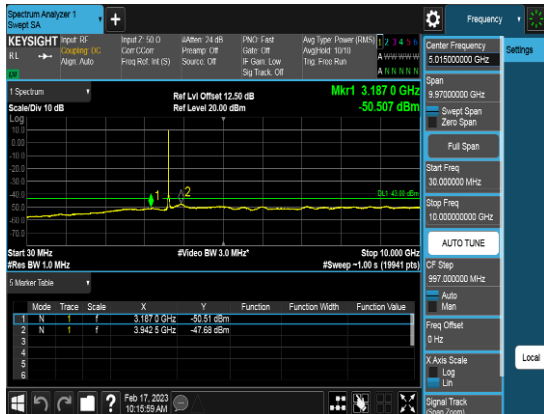 Spectrum Analyzer 1
Swept SA
+
Frequency
KEYSIGHT
RL
Input: RF
Coupling: DC
Align: Auto
Input Z: 50 Ω
Corr CCorr
Freq Ref: Int (S)
#Atten: 24 dB
Preamp: Off
Source: Off
PNO: Fast
Gate: Off
IF Gain: Low
Sig Track: Off
Avg Type: Power (RMS)
Avg|Hold: 10/10
Trig: Free Run
1 2 3 4 5 6
A W W W W W
A N N N N N
Center Frequency
5.015000000 GHz
Settings
Span
9.97000000 GHz
Swept Span
Zero Span
Full Span
Start Freq
30.000000 MHz
Stop Freq
10.000000000 GHz
AUTO TUNE
CF Step
997.000000 MHz
Auto
Man
Freq Offset
0 Hz
X Axis Scale
Log
Lin
Signal Track
(Span Zoom)
Local
1 Spectrum
Scale/Div 10 dB
Log
Ref Lvl Offset 12.50 dB
Ref Level 20.00 dBm
Mkr1 3.187 0 GHz
-50.507 dBm
10.0
0.00
-10.0
-20.0
-30.0
-40.0
-50.0
-60.0
-70.0
1
2
DL1 -43.00 dBm
Start 30 MHz
#Res BW 1.0 MHz
#Video BW 3.0 MHz*
Stop 10.000 GHz
#Sweep ~1.00 s (19941 pts)
5 Marker Table
Mode Trace Scale X Y Function Function Width Function Value
1 N 1 f 3.187 0 GHz -50.51 dBm
2 N 1 f 3.942 5 GHz -47.68 dBm
3
4
5
6
?
Feb 17, 2023
10:15:59 AM